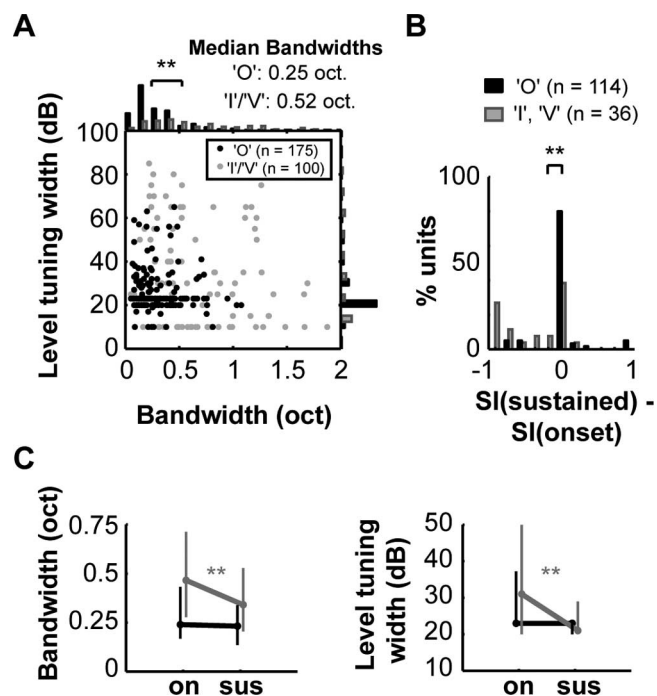 A
Median Bandwidths
**
'O': 0.25 oct.
'I'/'V': 0.52 oct.
'O' (n = 175)
'I'/'V' (n = 100)
Level tuning width (dB)
100
80
60
40
20
0
0 0.5 1 1.5 2
Bandwidth (oct)
B
'O' (n = 114)
'I', 'V' (n = 36)
**
% units
100
50
0
-1 0 1
SI(sustained) -
SI(onset)
C
Bandwidth (oct)
0.75
0.5
0.25
0
**
on sus
Level tuning
width (dB)
50
40
30
20
10
**
on sus